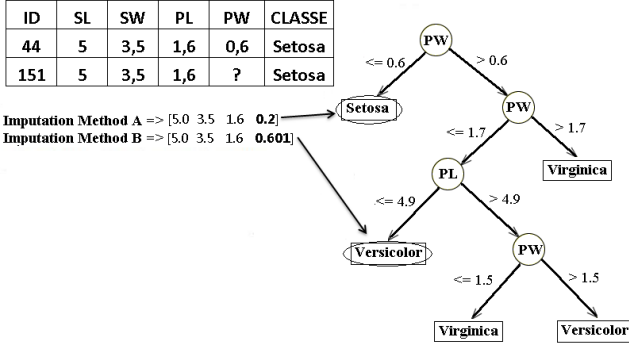 ID SL SW PL PW CLASSE
44 5 3,5 1,6 0,6 Setosa
151 5 3,5 1,6 ? Setosa
Imputation Method A => [5.0 3.5 1.6 0.2]
Imputation Method B => [5.0 3.5 1.6 0.601]
PW
<= 0.6 > 0.6
Setosa PW
<= 1.7 > 1.7
PL Virginica
<= 4.9 > 4.9
Versicolor PW
<= 1.5 > 1.5
Virginica Versicolor